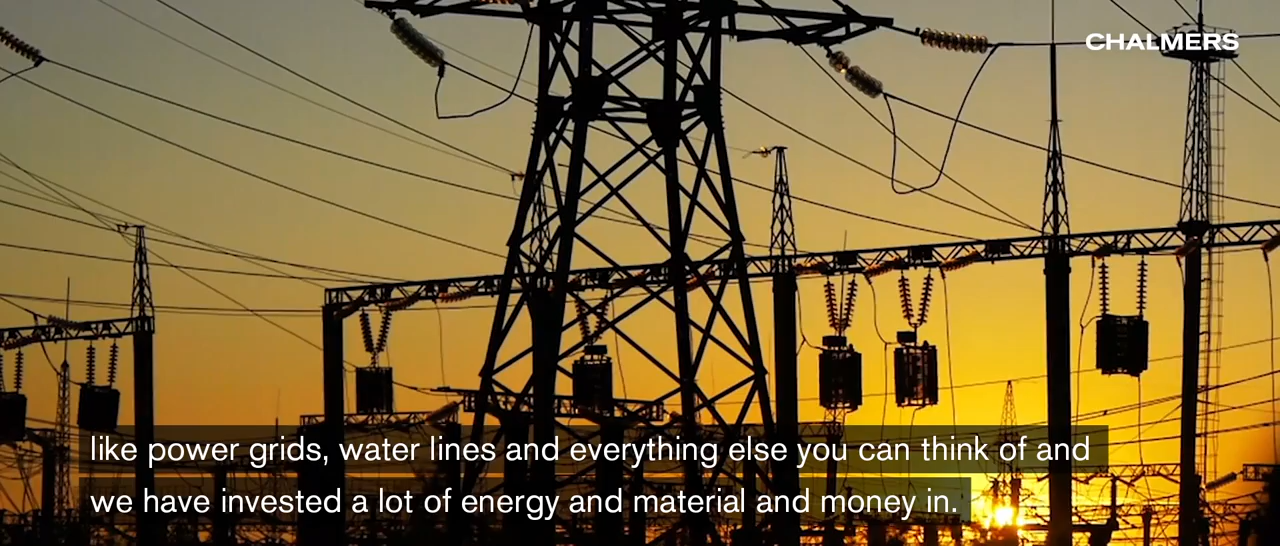 CHALMERS
like power grids, water lines and everything else you can think of and
we have invested a lot of energy and material and money in.